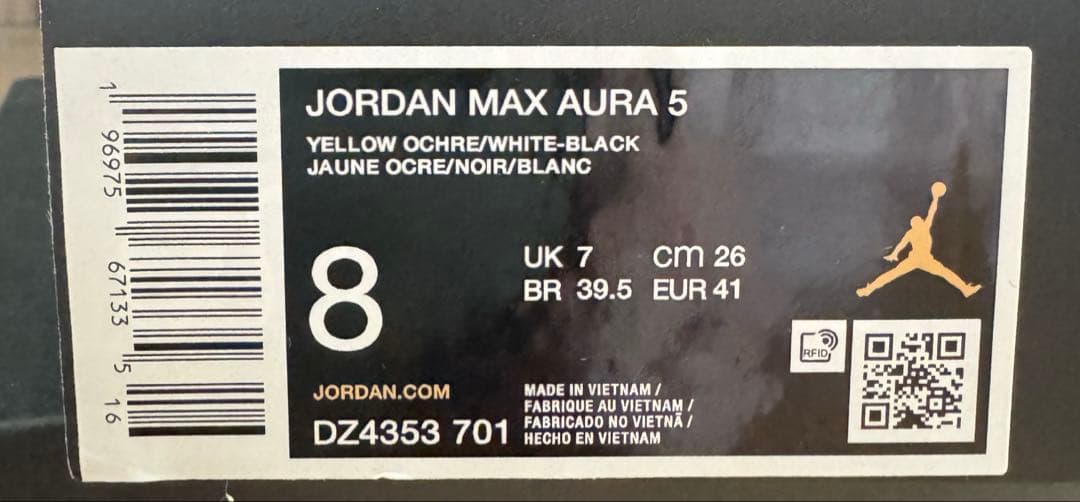 1 96975 67133 5 16
JORDAN MAX AURA 5
YELLOW OCHRE/WHITE-BLACK
JAUNE OCRE/NOIR/BLANC
8
UK 7 cm 26
BR 39.5 EUR 41
RFID
JORDAN.COM
DZ4353 701
MADE IN VIETNAM /
FABRIQUE AU VIETNAM /
FABRICADO NO VIETNÃ /
HECHO EN VIETNAM